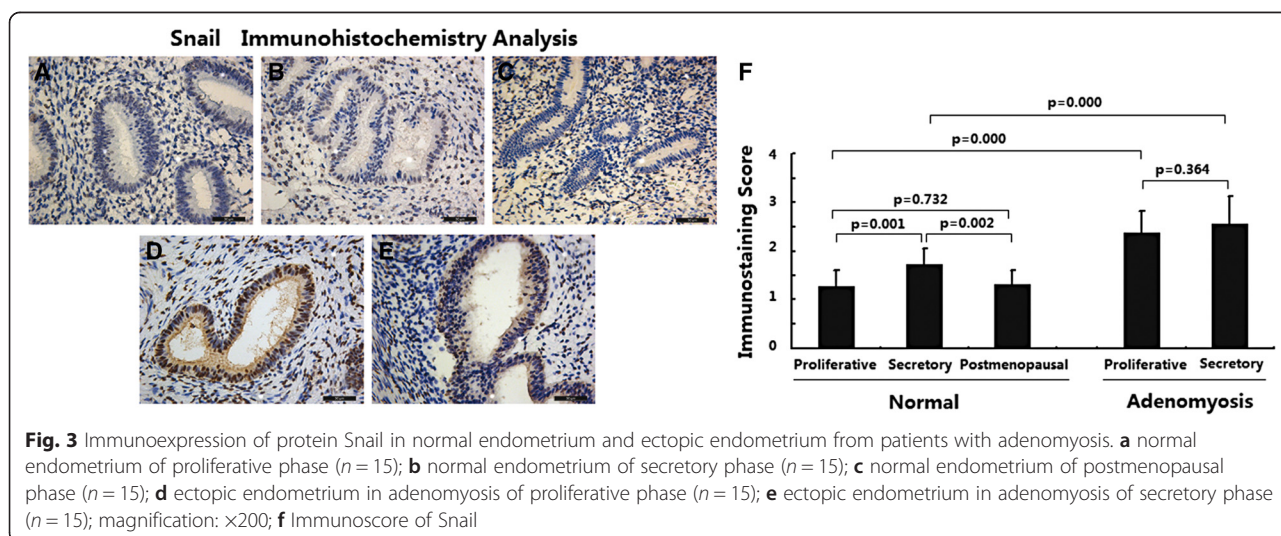 Snail Immunohistochemistry Analysis
A
B
C
D
E
F
p=0.000
p=0.000
p=0.364
p=0.732
p=0.001
p=0.002
Immunostaining Score
4
3
2
1
0
Proliferative Secretory Postmenopausal Proliferative Secretory
Normal Adenomyosis
Fig. 3 Immunoexpression of protein Snail in normal endometrium and ectopic endometrium from patients with adenomyosis. a normal
endometrium of proliferative phase (n = 15); b normal endometrium of secretory phase (n = 15); c normal endometrium of postmenopausal
phase (n = 15); d ectopic endometrium in adenomyosis of proliferative phase (n = 15); e ectopic endometrium in adenomyosis of secretory phase
(n = 15); magnification: ×200; f Immunoscore of Snail